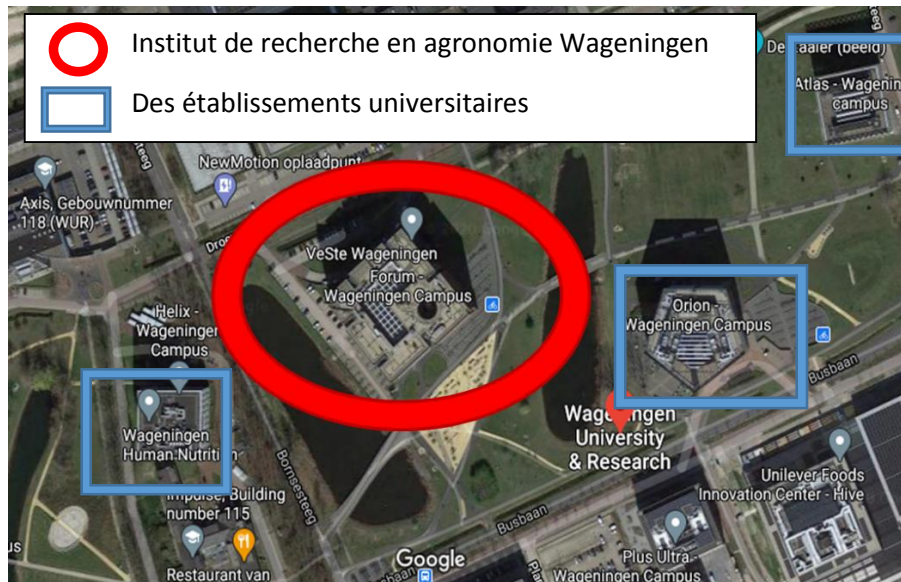 Institut de recherche en agronomie Wageningen
Des établissements universitaires
De
(beeld)
Atlas - Wagenin
campus
NewMotion oplaadpunt
Axis, Gebouwnummer
118 (WUR)
VeSte Wageningen
Forum -
Wageningen Campus
Helix -
Wageningen
Campus
Orion -
Wageningen Campus
Busbaan
Wageningen
University
& Research
Wageningen
Human Nutrition
Bornsesteeg
Unilever Foods
Innovation Center - Hive
Impulse, Building
number 115
Busbaan
Google
Plus Ultra -
Wageningen Campus
Restaurant van